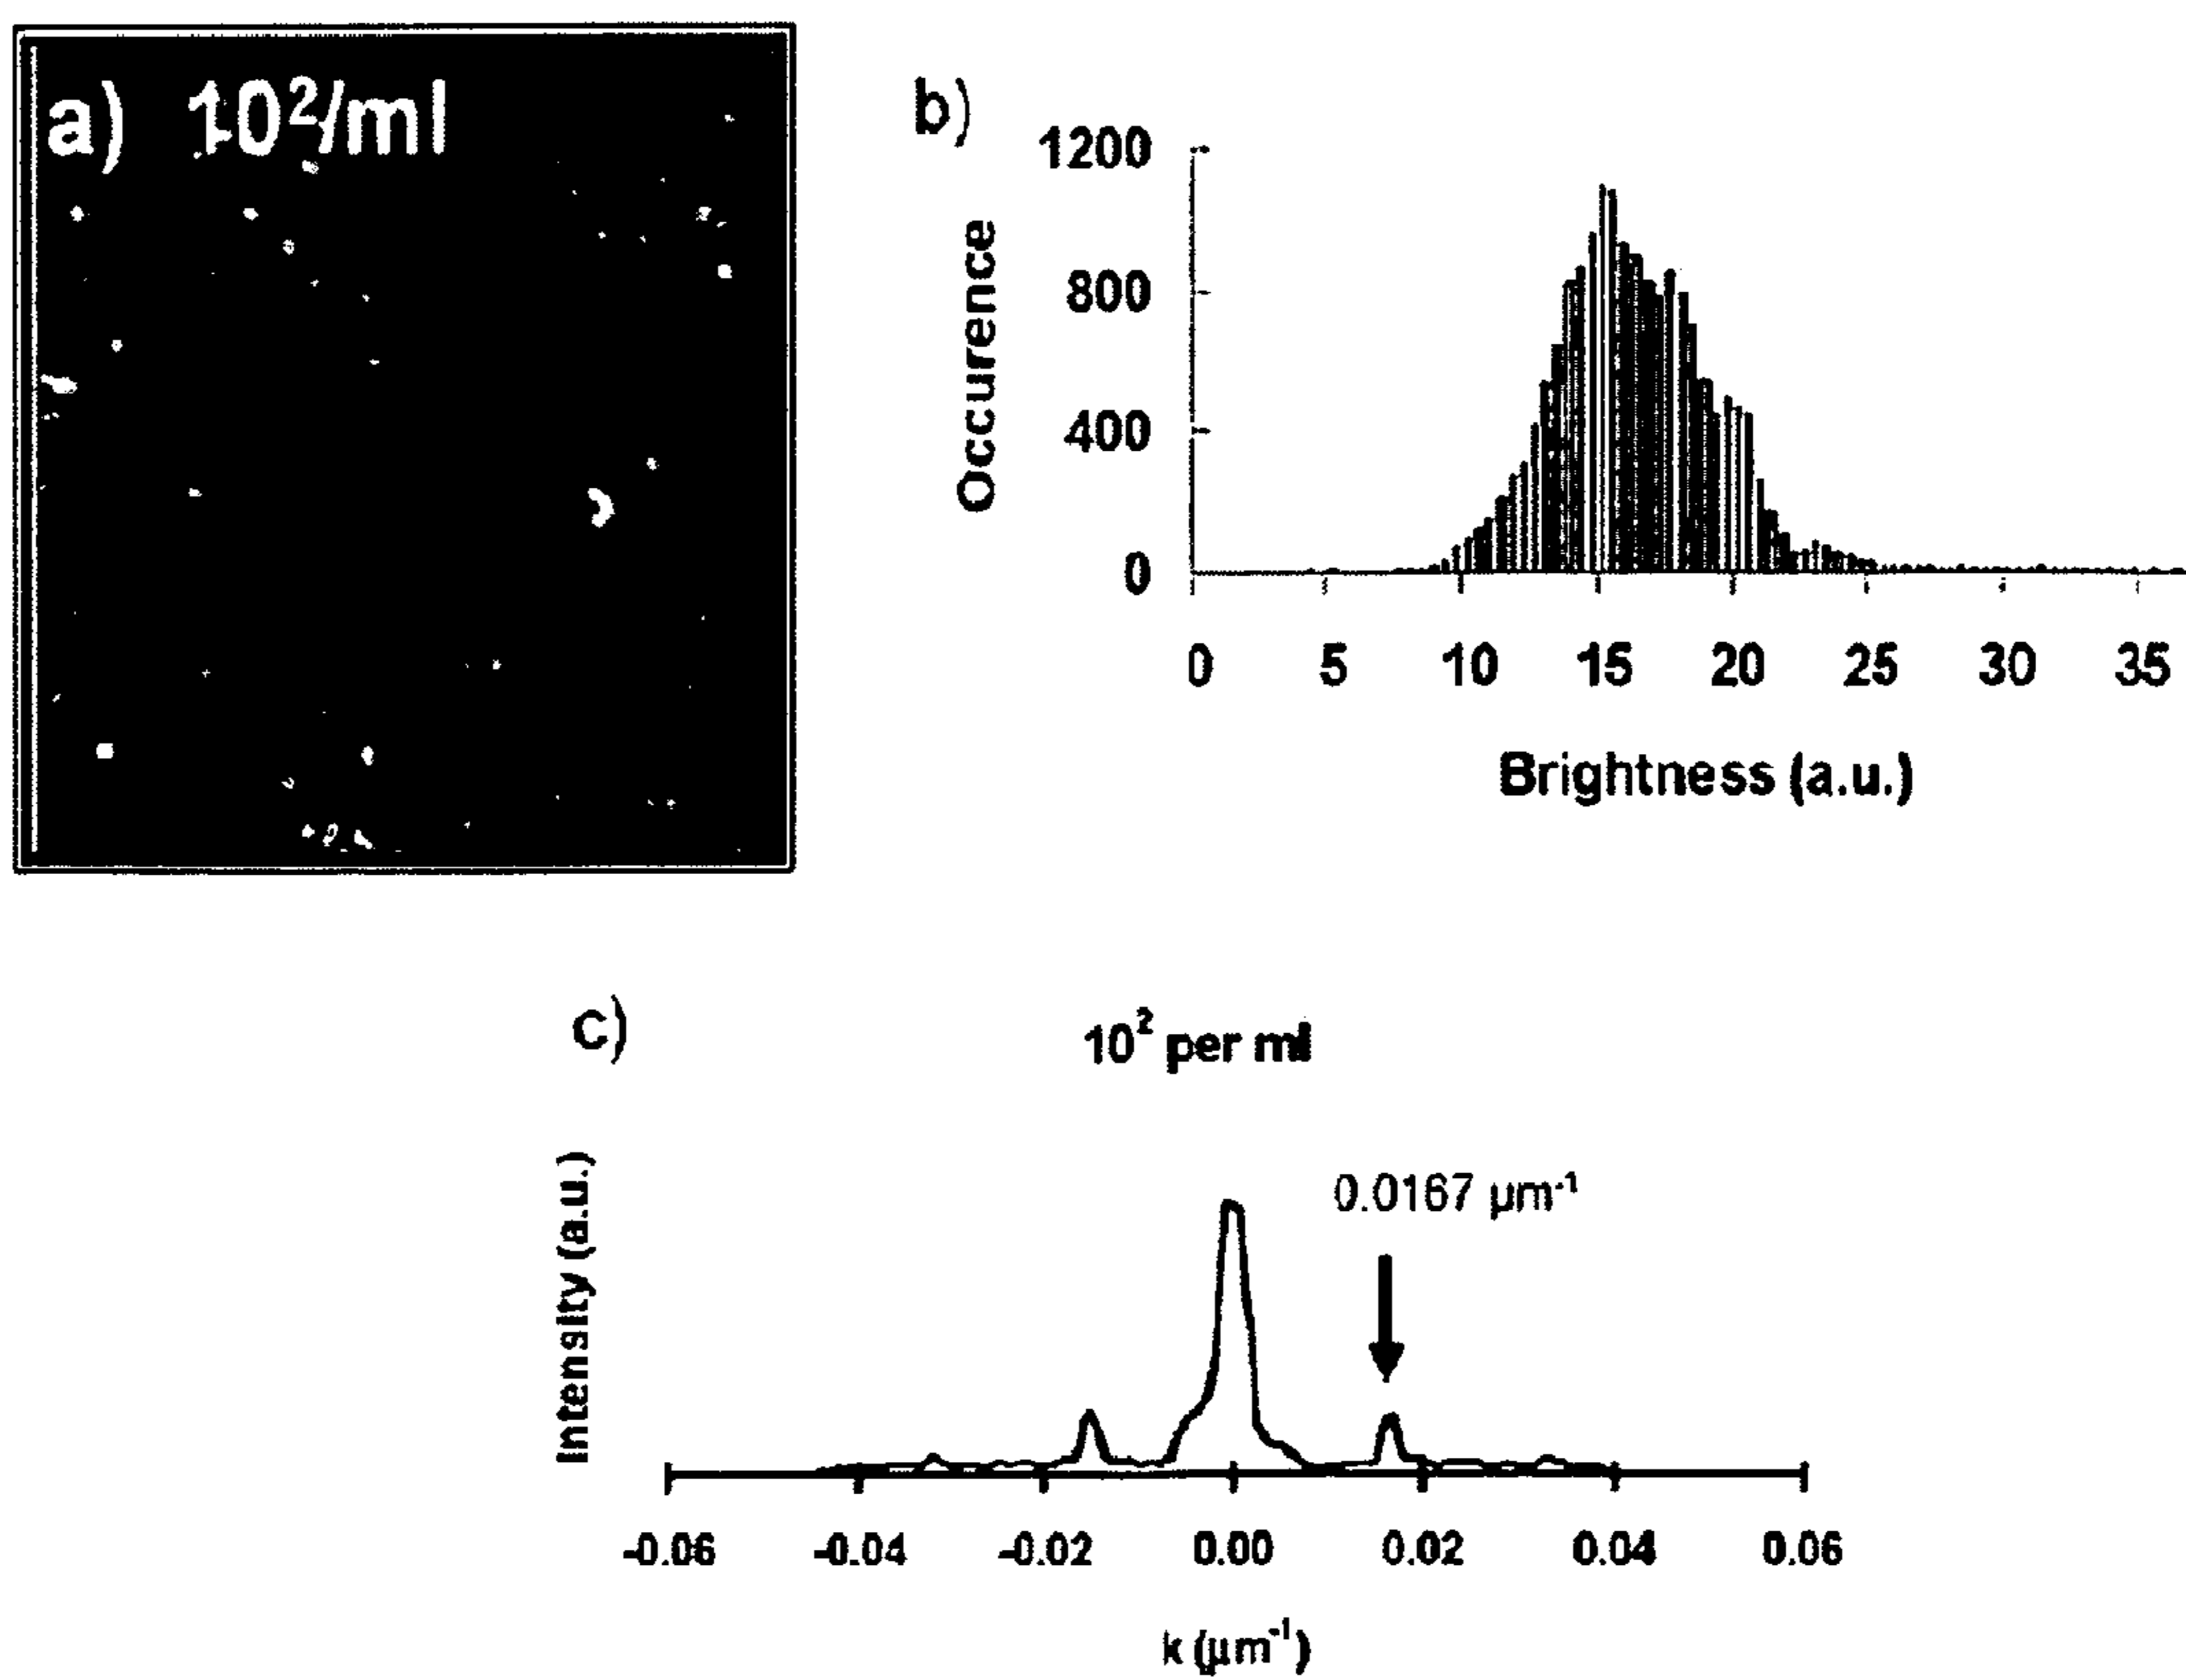 a) 10²/ml
b)
1200
800
400
0
Occurence
0 5 10 15 20 25 30 35
Brightness (a.u.)
c)
10² per ml
Intensity (a.u.)
0.0167 µm⁻¹
-0.06 -0.04 -0.02 0.00 0.02 0.04 0.06
k (µm⁻¹)